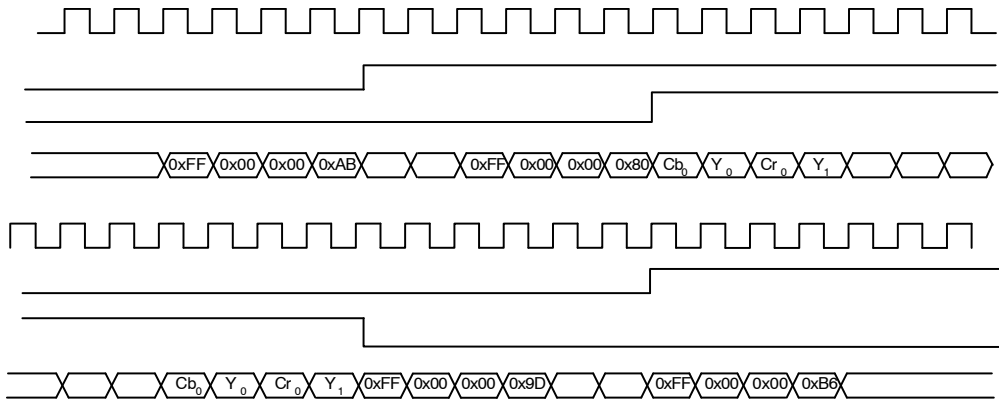 0xFF 0x00 0x00 0xAB 0xFF 0x00 0x00 0x80 Cb₀ Y₀ Cr₀ Y₁
Cb₀ Y₀ Cr₀ Y₁ 0xFF 0x00 0x00 0x9D 0xFF 0x00 0x00 0xB6